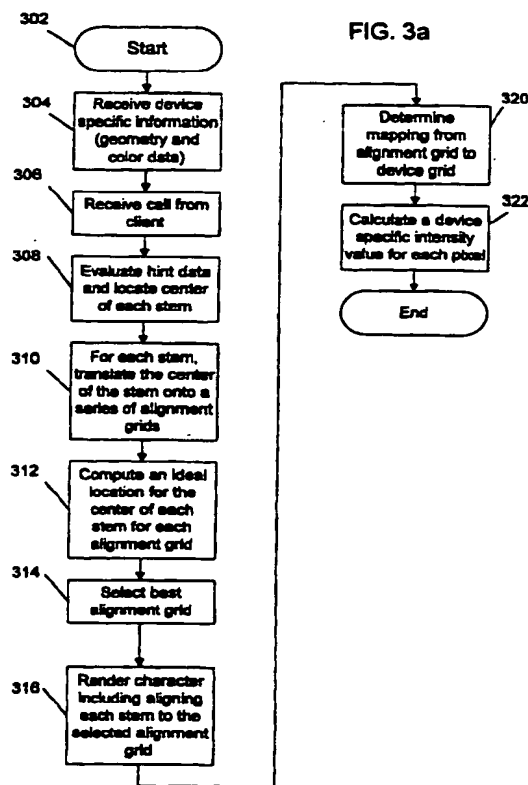 FIG. 3a
302
Start
304
Receive device
specific information
(geometry and
color data)
306
Receive call from
client
308
Evaluate hint data
and locate center
of each stem
310
For each stem,
translate the center
of the stem onto a
series of alignment
grids
312
Compute an ideal
location for the
center of each
stem for each
alignment grid
314
Select best
alignment grid
316
Render character
including aligning
each stem to the
selected alignment
grid
320
Determine
mapping from
alignment grid to
device grid
322
Calculate a device
specific intensity
value for each pixel
End